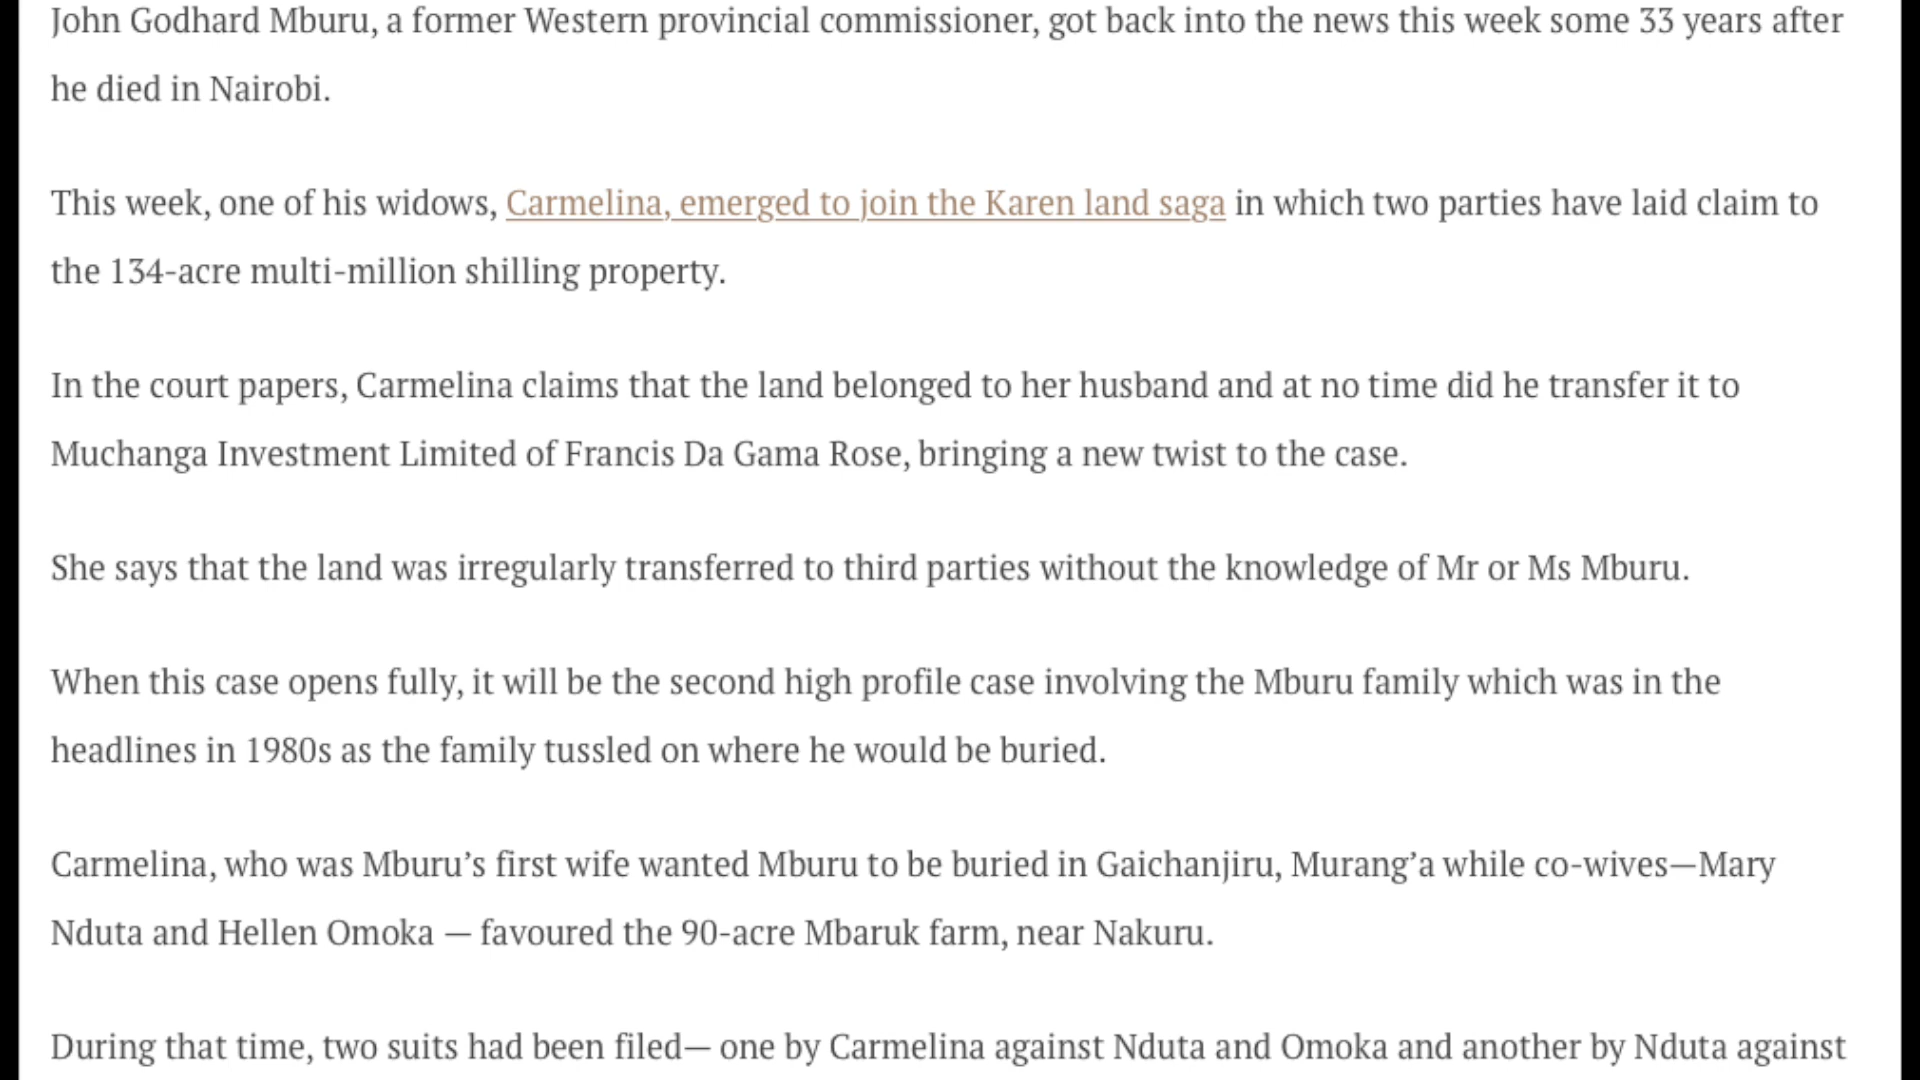 John Godhard Mburu, a former Western provincial commissioner, got back into the news this week some 33 years after
he died in Nairobi.
This week, one of his widows, Carmelina, emerged to join the Karen land saga in which two parties have laid claim to
the 134-acre multi-million shilling property.
In the court papers, Carmelina claims that the land belonged to her husband and at no time did he transfer it to
Muchanga Investment Limited of Francis Da Gama Rose, bringing a new twist to the case.
She says that the land was irregularly transferred to third parties without the knowledge of Mr or Ms Mburu.
When this case opens fully, it will be the second high profile case involving the Mburu family which was in the
headlines in 1980s as the family tussled on where he would be buried.
Carmelina, who was Mburu’s first wife wanted Mburu to be buried in Gaichanjiru, Murang’a while co-wives—Mary
Nduta and Hellen Omoka — favoured the 90-acre Mbaruk farm, near Nakuru.
During that time, two suits had been filed— one by Carmelina against Nduta and Omoka and another by Nduta against